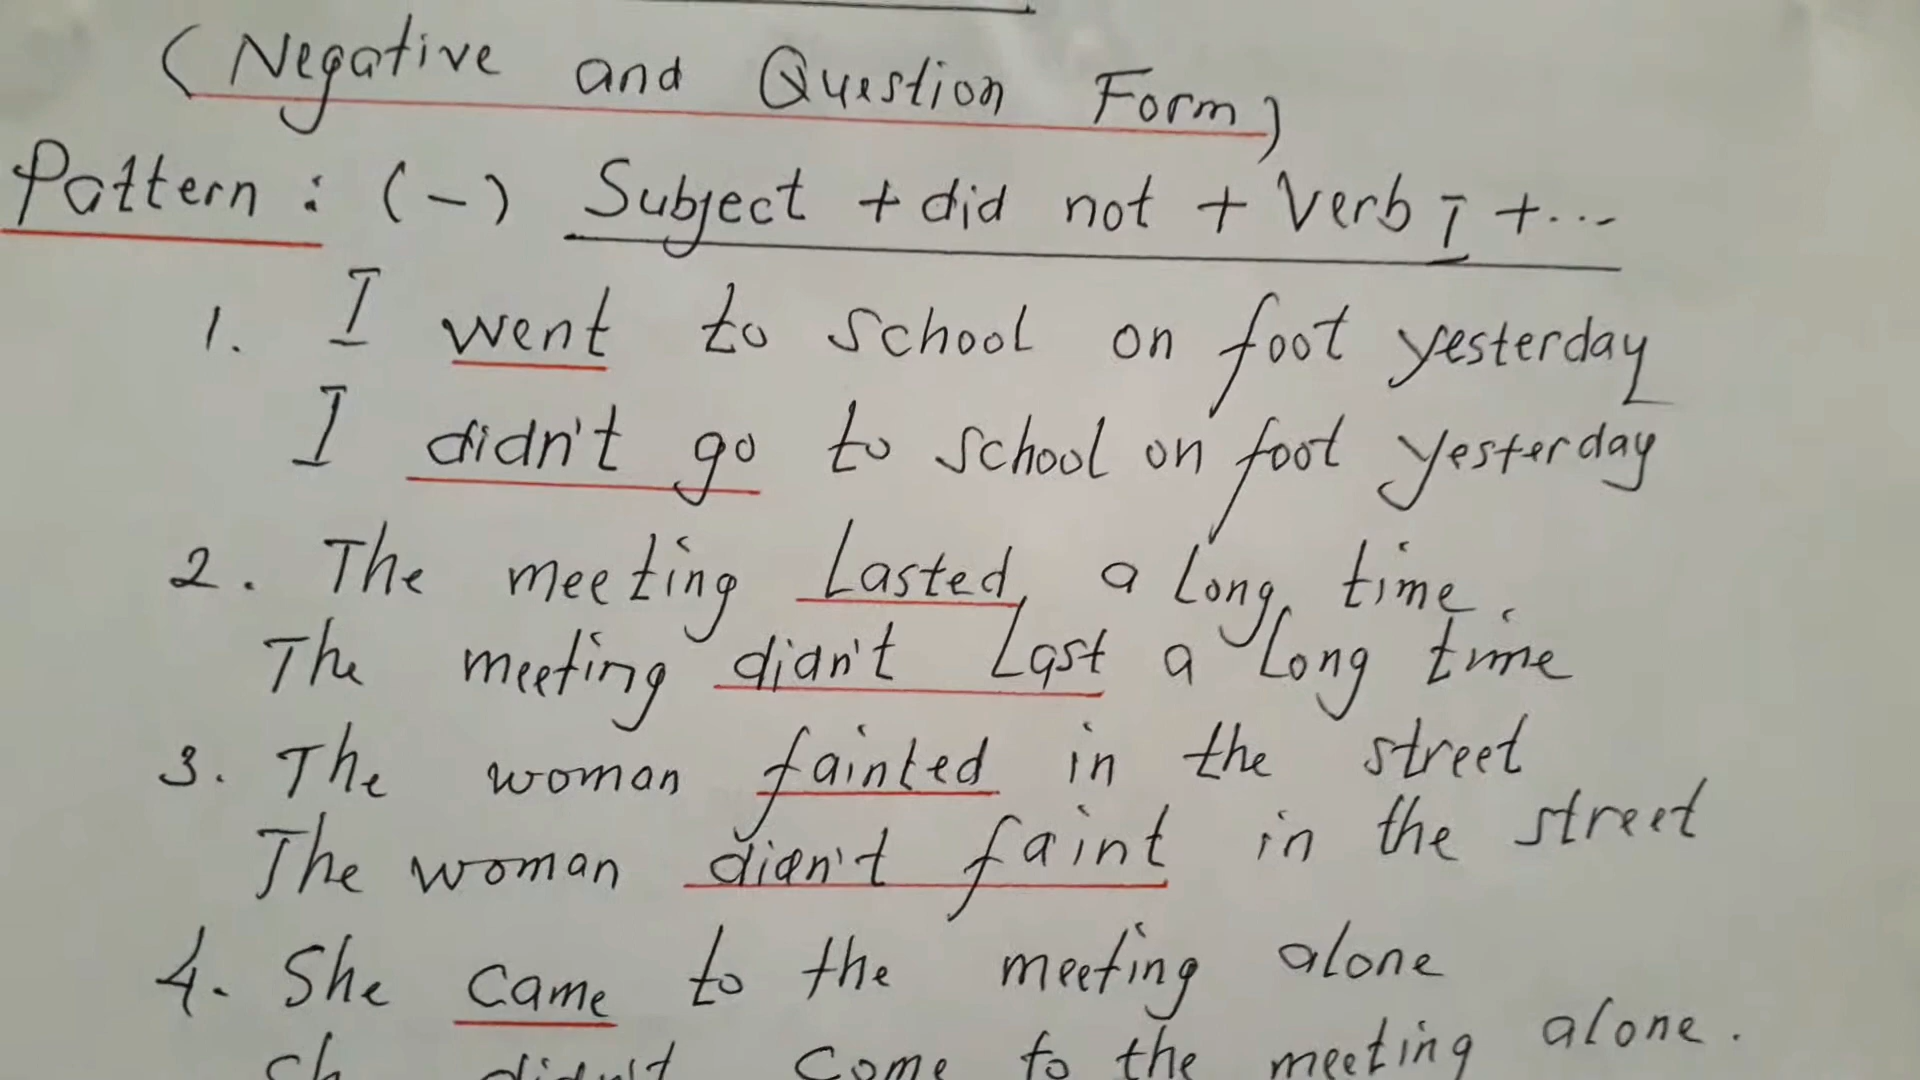 (Negative and Question Form)
Pattern : (-) Subject + did not + Verb I + ...
1. I went to school on foot yesterday
I didn't go to school on foot yesterday
2. The meeting Lasted a Long time.
The meeting didn't Last a Long time
3. The woman fainted in the street
The woman didn't faint in the street
4. She came to the meeting alone
didn't come to the meeting alone.